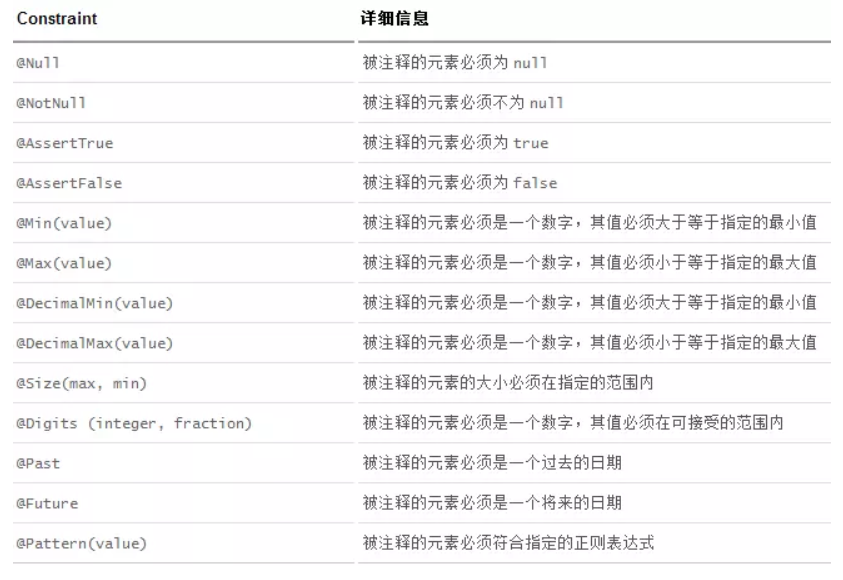 Constraint 详细信息
@Null 被注释的元素必须为 null
@NotNull 被注释的元素必须不为 null
@AssertTrue 被注释的元素必须为 true
@AssertFalse 被注释的元素必须为 false
@Min(value) 被注释的元素必须是一个数字，其值必须大于等于指定的最小值
@Max(value) 被注释的元素必须是一个数字，其值必须小于等于指定的最大值
@DecimalMin(value) 被注释的元素必须是一个数字，其值必须大于等于指定的最小值
@DecimalMax(value) 被注释的元素必须是一个数字，其值必须小于等于指定的最大值
@Size(max, min) 被注释的元素的大小必须在指定的范围内
@Digits (integer, fraction) 被注释的元素必须是一个数字，其值必须在可接受的范围内
@Past 被注释的元素必须是一个过去的日期
@Future 被注释的元素必须是一个将来的日期
@Pattern(value) 被注释的元素必须符合指定的正则表达式